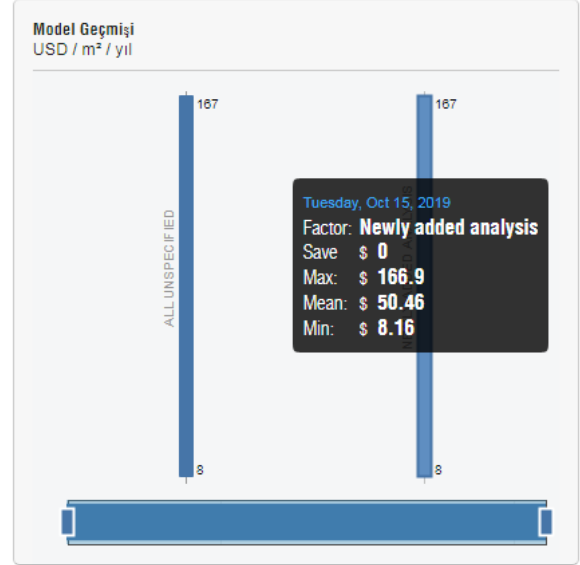 Model Geçmişi
USD / m² / yıl
167
167
ALL UNSPECIFIED
Tuesday, Oct 15, 2019
Factor: Newly added analysis
Save $ 0
Max: $ 166.9
Mean: $ 50.46
Min: $ 8.16
8
8